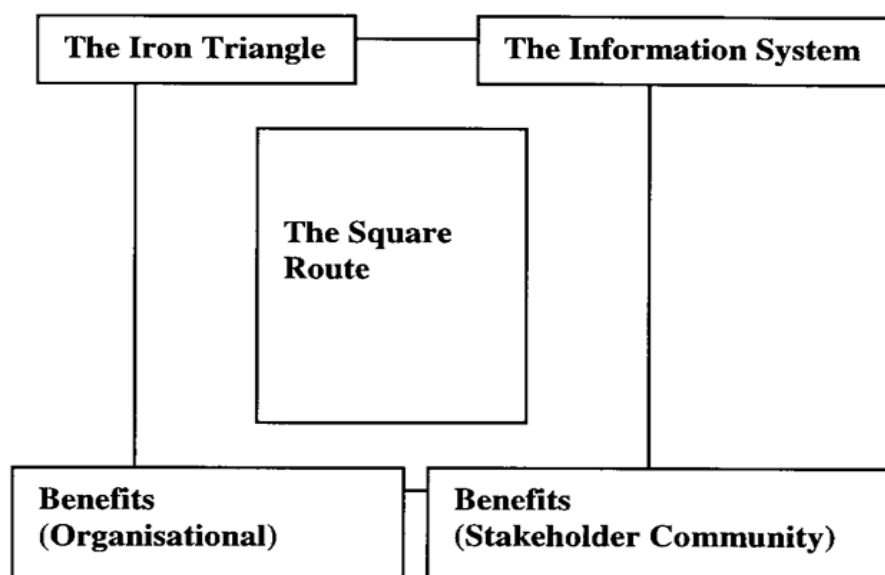 The Iron Triangle
The Information System
The Square
Route
Benefits
(Organisational)
Benefits
(Stakeholder Community)